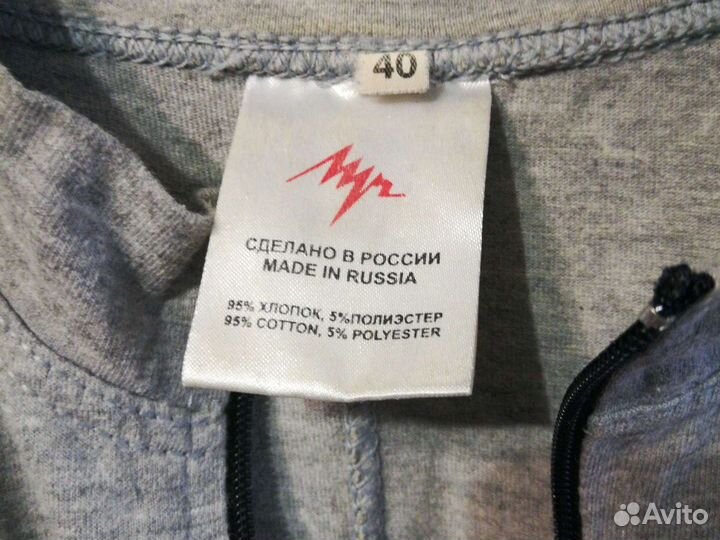 40
СДЕЛАНО В РОССИИ
MADE IN RUSSIA
95% ХЛОПОК, 5%ПОЛИЭСТЕР
95% COTTON, 5% POLYESTER
Avito